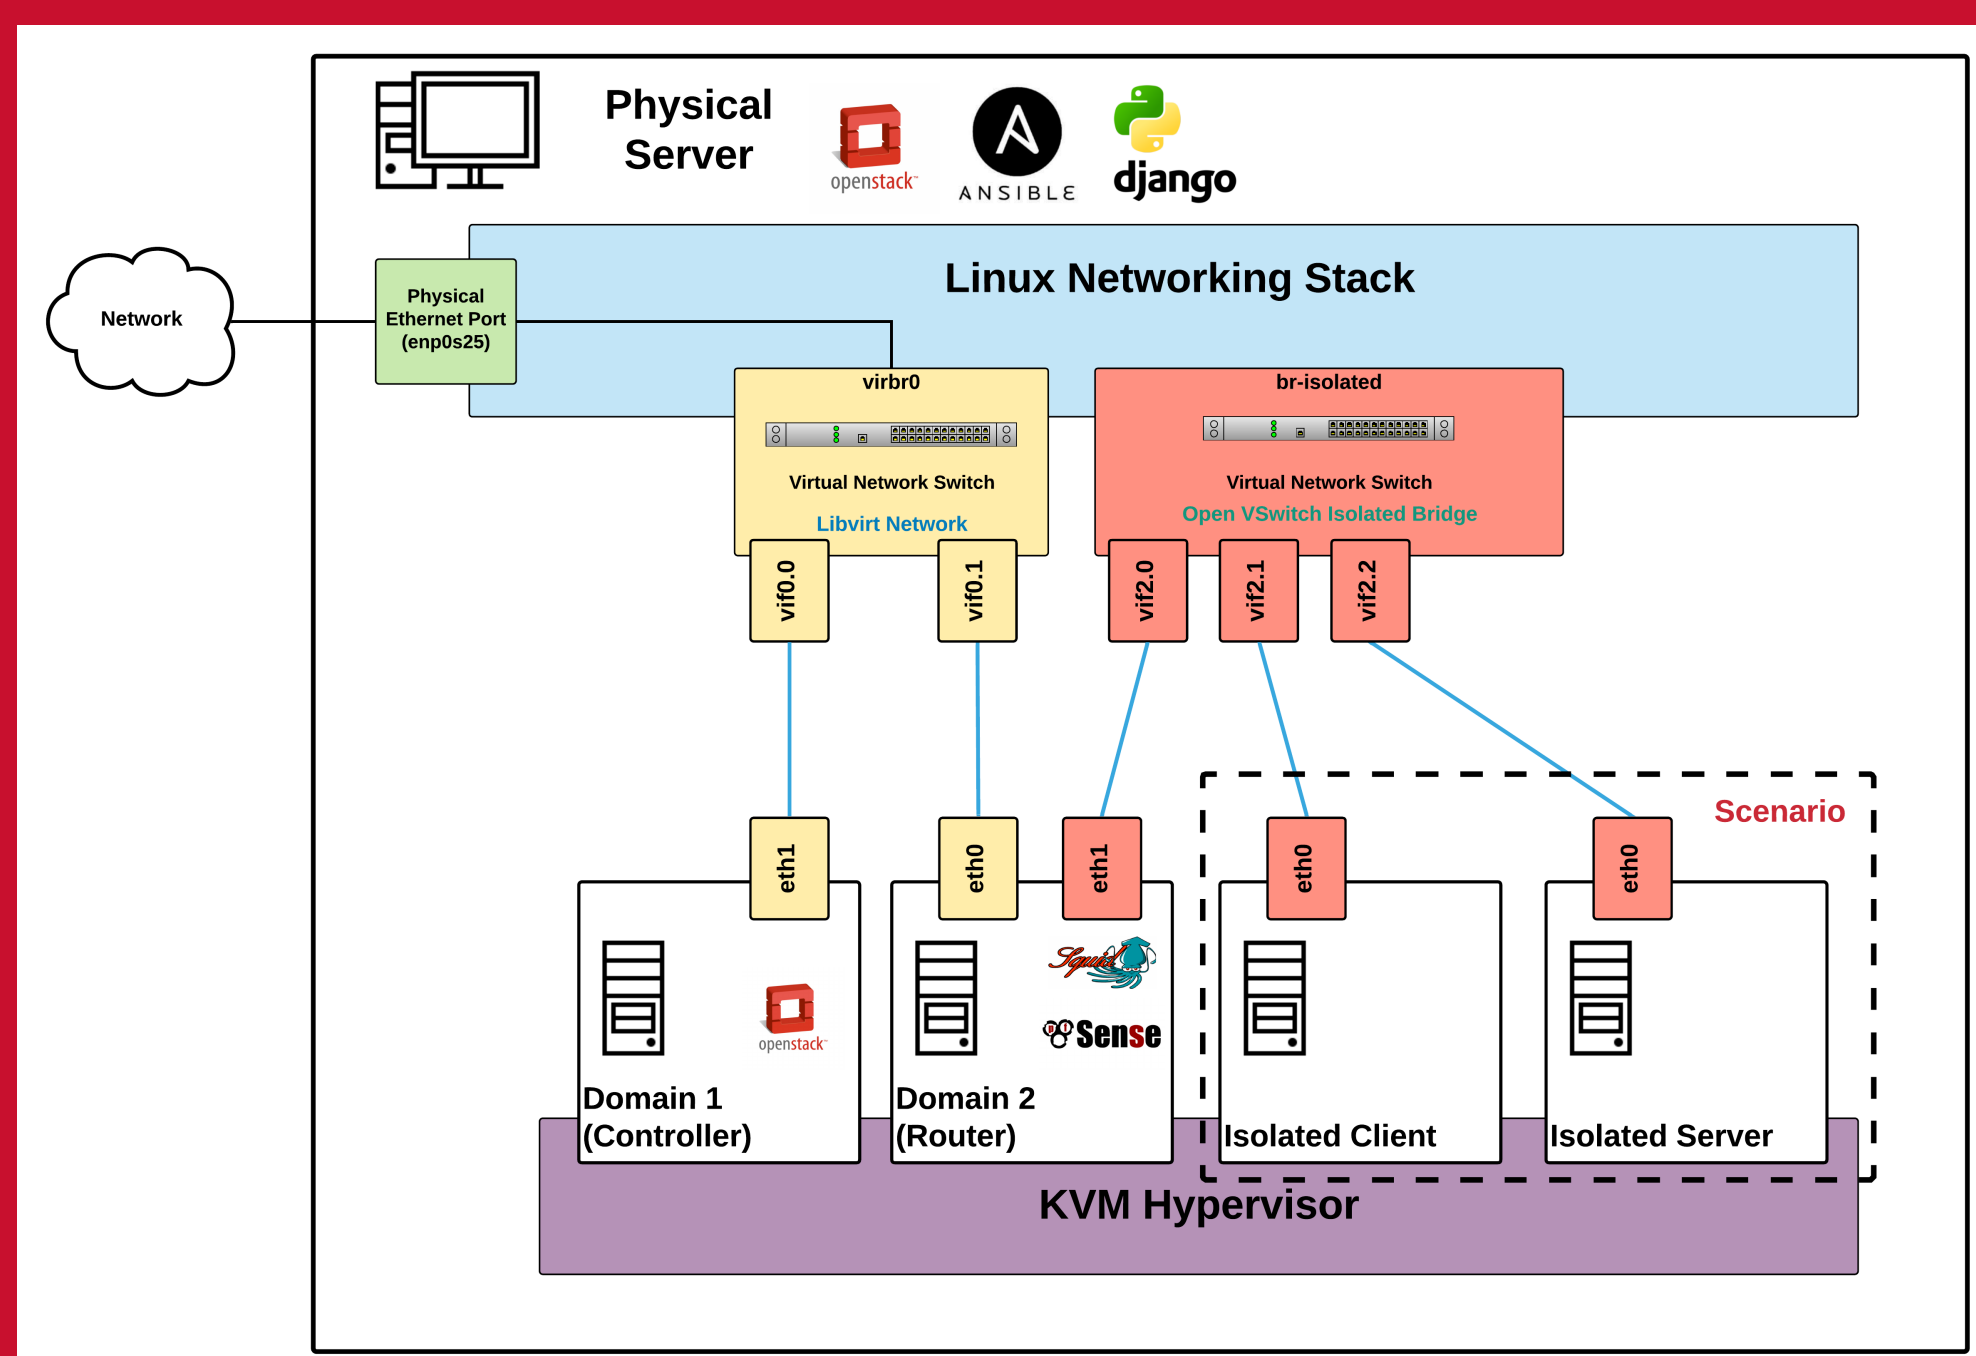 Physical
Server
openstack™
ANSIBLE
django
Linux Networking Stack
Network
Physical
Ethernet Port
(enp0s25)
virbr0
Virtual Network Switch
Libvirt Network
br-isolated
Virtual Network Switch
Open VSwitch Isolated Bridge
vif0.0
vif0.1
vif2.0
vif2.1
vif2.2
Scenario
eth1
eth0
eth1
eth0
eth0
openstack™
Squid
pf Sense
Domain 1
(Controller)
Domain 2
(Router)
Isolated Client
Isolated Server
KVM Hypervisor